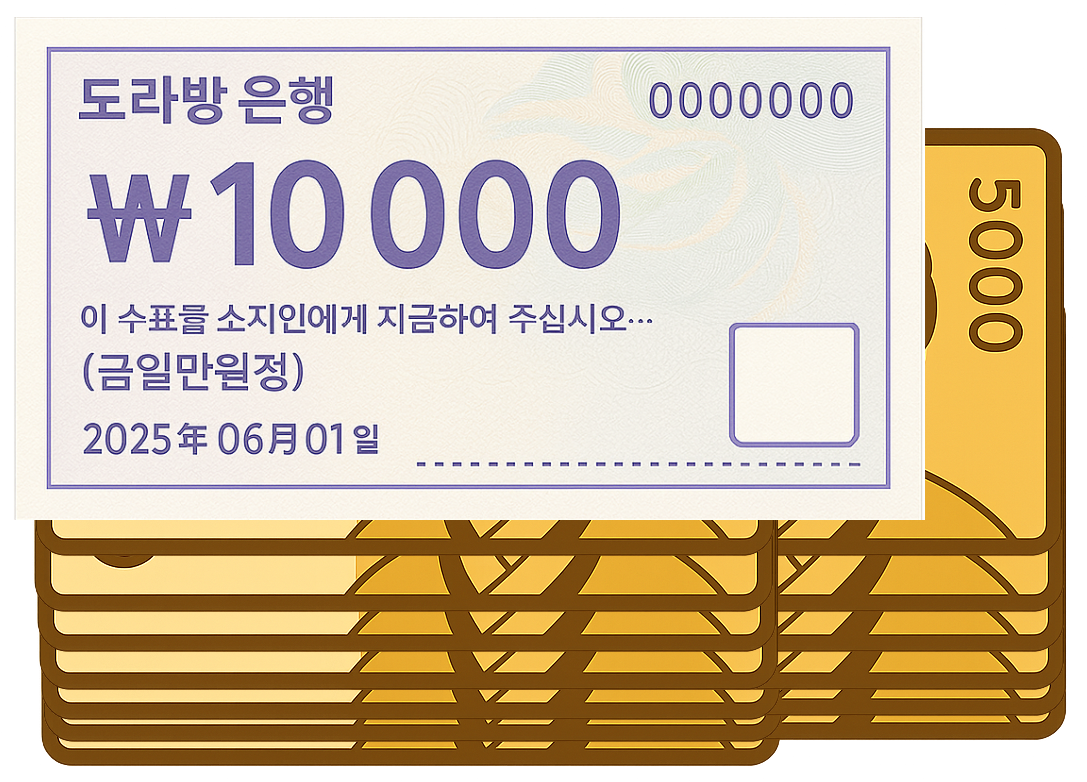 도라방 은행
0000000
₩10 000
이 수표를 소지인에게 지금하여 주십시오…
(금일만원정)
2025年 06月 01일
5000